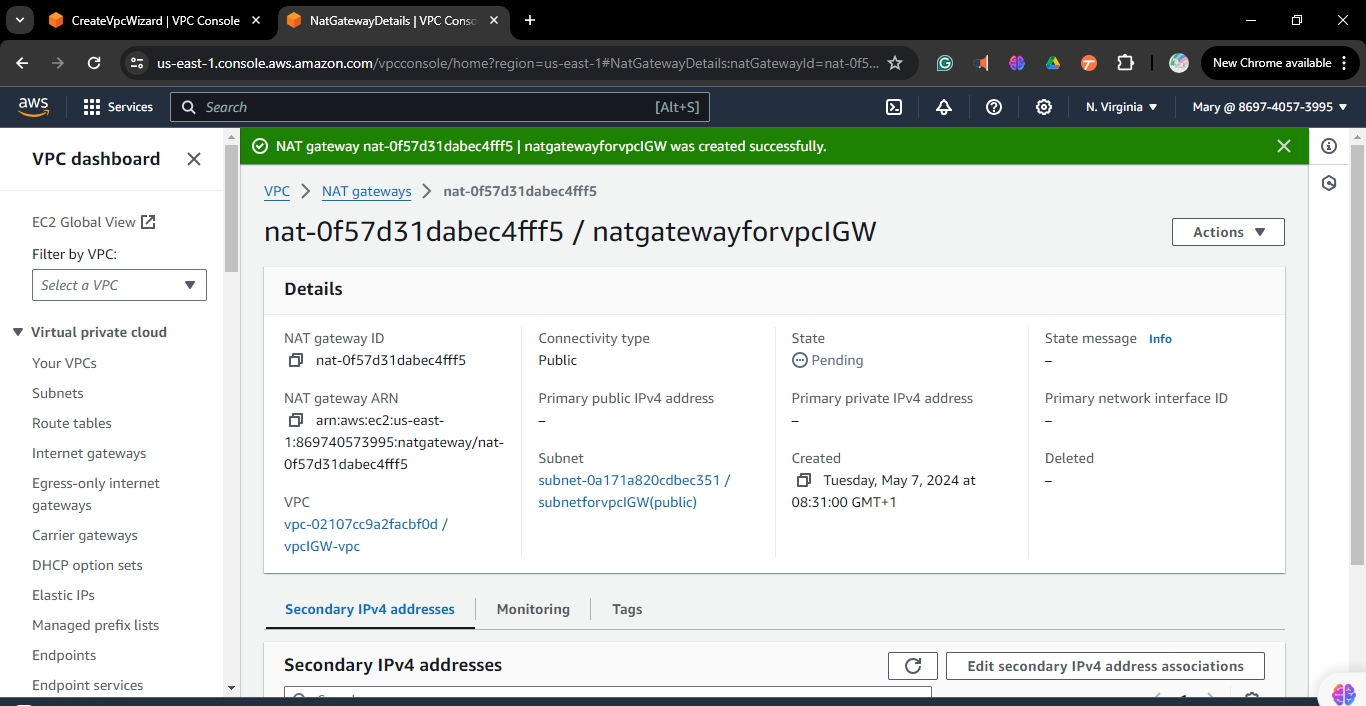 CreateVpcWizard | VPC Console
NatGatewayDetails | VPC Conso
us-east-1.console.aws.amazon.com/vpcconsole/home?region=us-east-1#NatGatewayDetails:natGatewayId=nat-0f5...
New Chrome available
aws
Services
Search
[Alt+S]
N. Virginia
Mary @ 8697-4057-3995
VPC dashboard
EC2 Global View
Filter by VPC:
Select a VPC
Virtual private cloud
Your VPCs
Subnets
Route tables
Internet gateways
Egress-only internet
gateways
Carrier gateways
DHCP option sets
Elastic IPs
Managed prefix lists
Endpoints
Endpoint services
NAT gateway nat-0f57d31dabec4fff5 | natgatewayforvpcIGW was created successfully.
VPC
NAT gateways
nat-0f57d31dabec4fff5
nat-0f57d31dabec4fff5 / natgatewayforvpcIGW
Actions
Details
NAT gateway ID
nat-0f57d31dabec4fff5
NAT gateway ARN
arn:aws:ec2:us-east-
1:869740573995:natgateway/nat-
0f57d31dabec4fff5
VPC
vpc-02107cc9a2facbf0d /
vpcIGW-vpc
Connectivity type
Public
Primary public IPv4 address
–
Subnet
subnet-0a171a820cdbec351 /
subnetforvpcIGW(public)
State
Pending
Primary private IPv4 address
–
Created
Tuesday, May 7, 2024 at
08:31:00 GMT+1
State message Info
–
Primary network interface ID
–
Deleted
–
Secondary IPv4 addresses
Monitoring
Tags
Secondary IPv4 addresses
Edit secondary IPv4 address associations